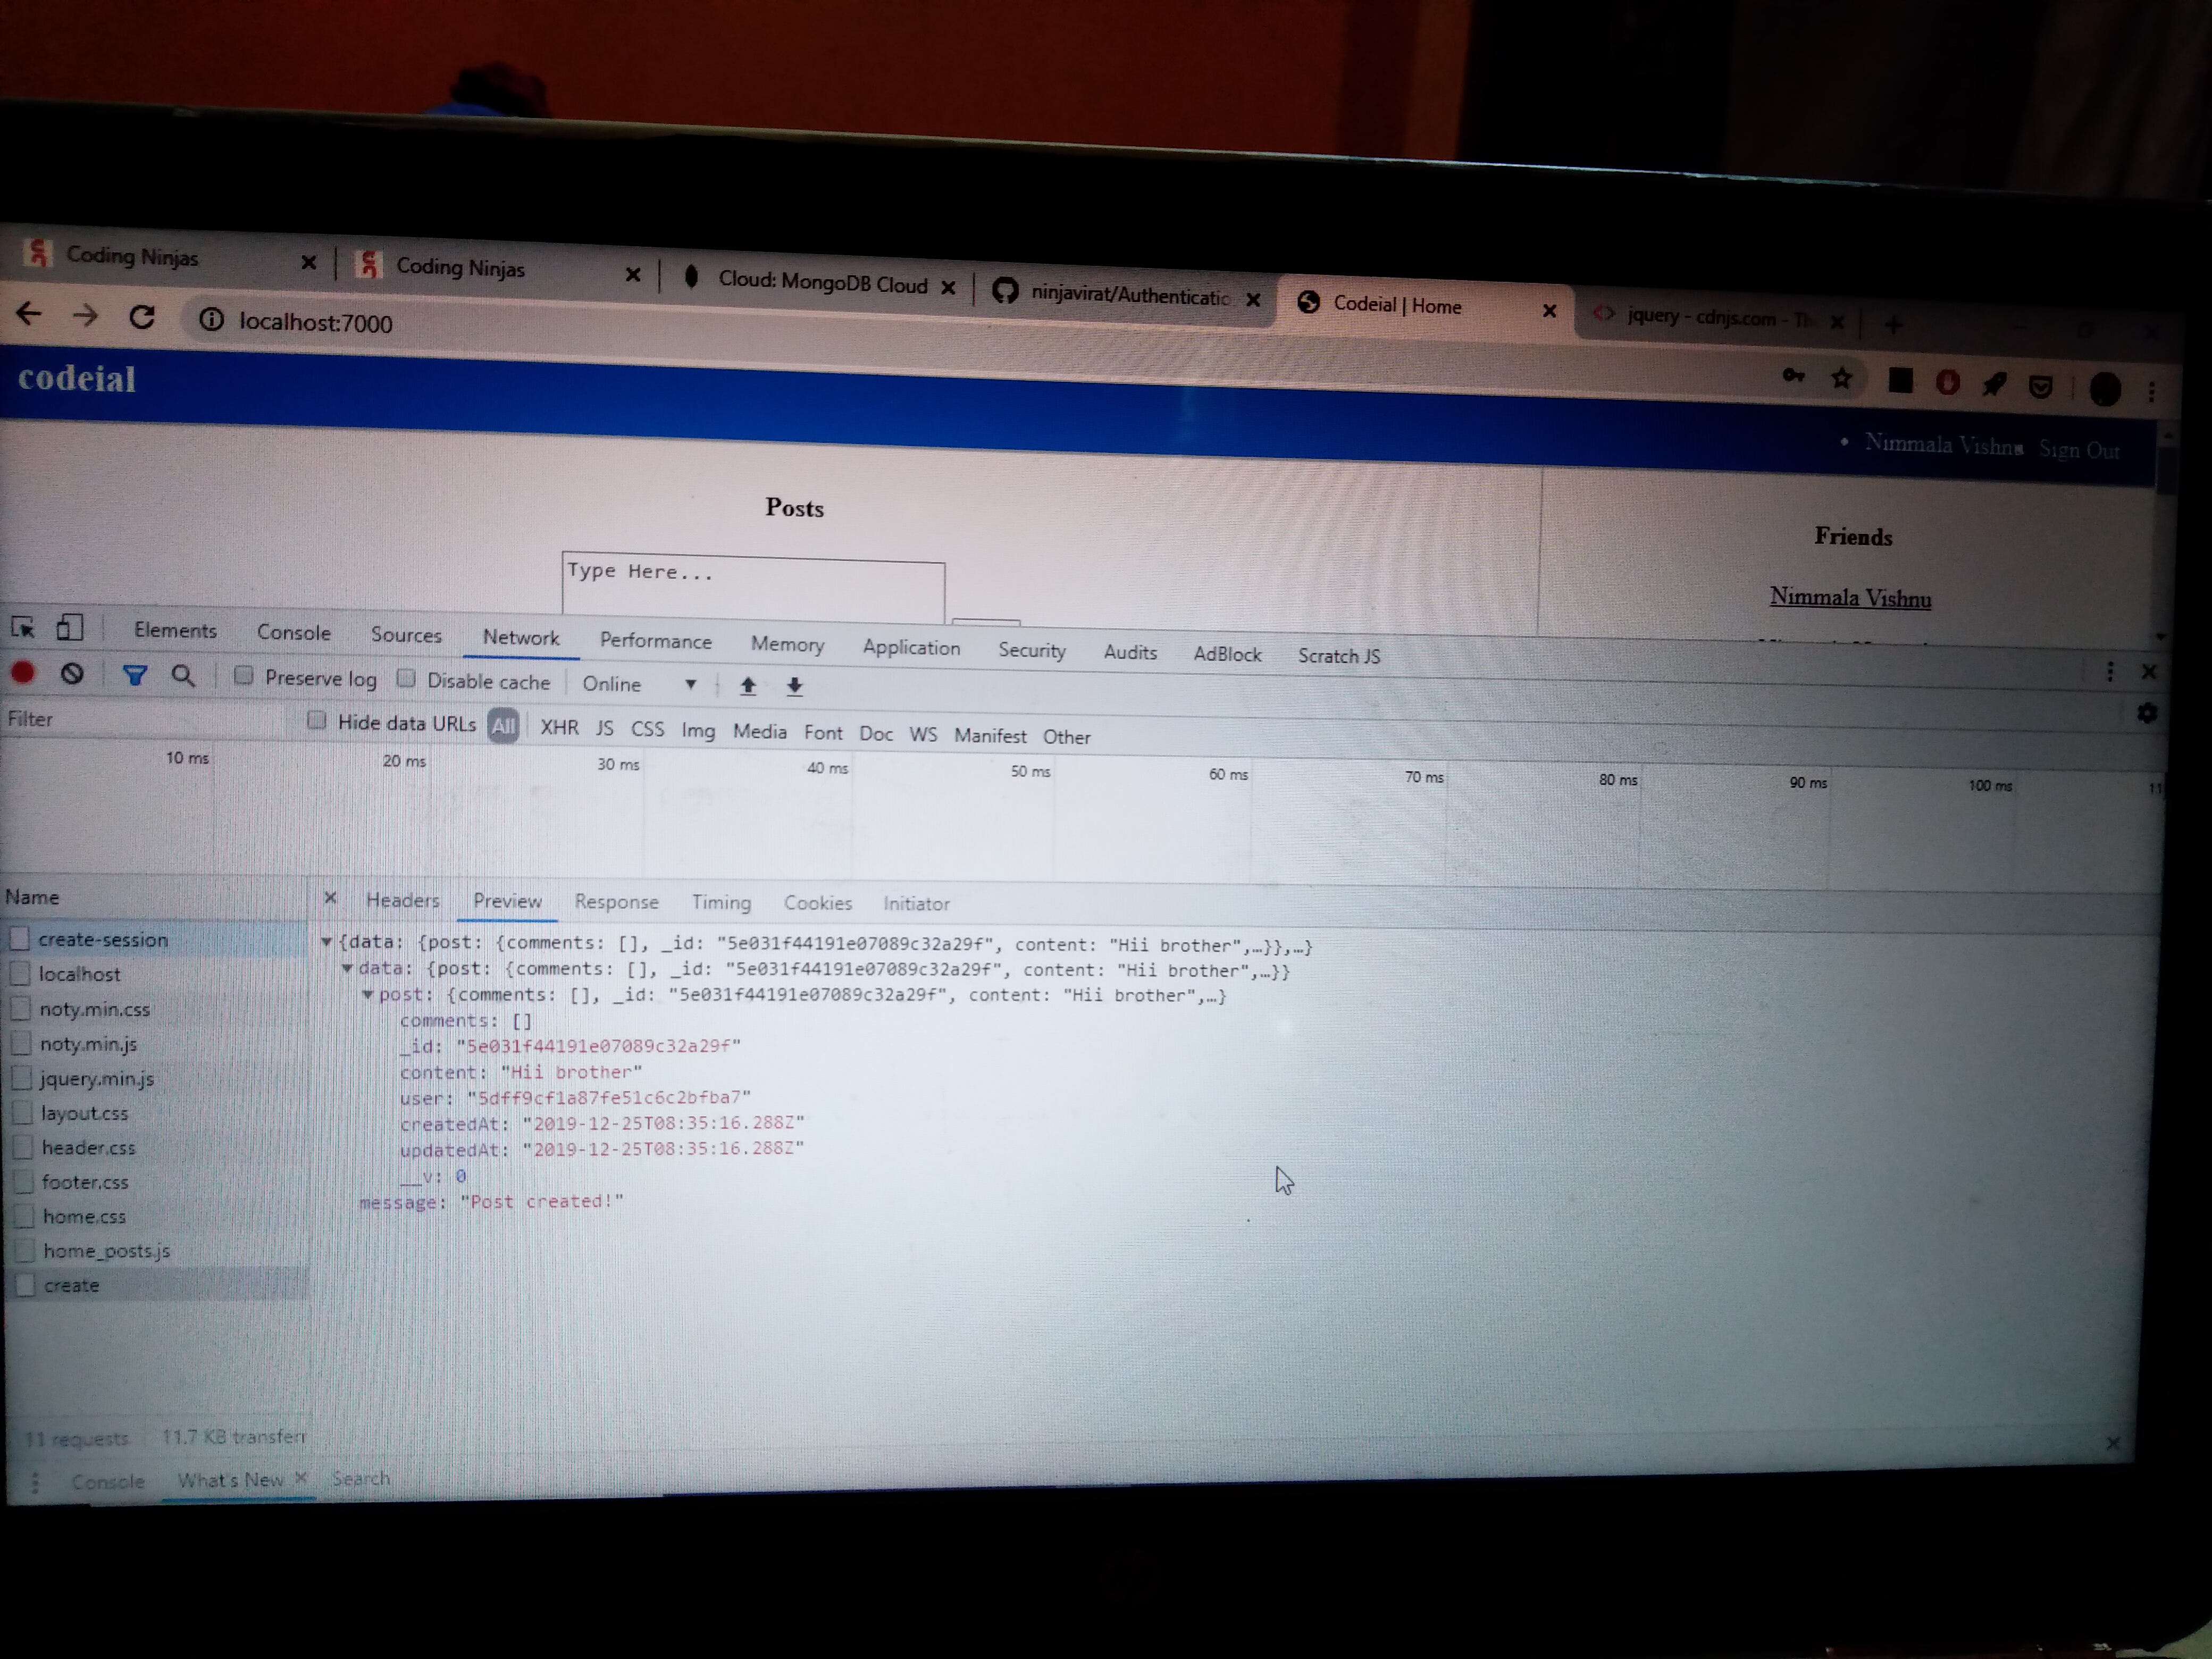 Coding Ninjas
Coding Ninjas
Cloud: MongoDB Cloud
ninjavirat/Authenticatio
Codeial | Home
jquery - cdnjs.com - Th
localhost:7000
codeial
Nimmala Vishnu Sign Out
Posts
Friends
Type Here...
Nimmala Vishnu
Elements Console Sources Network Performance Memory Application Security Audits AdBlock Scratch JS
Preserve log Disable cache Online
Filter Hide data URLs All XHR JS CSS Img Media Font Doc WS Manifest Other
10 ms 20 ms 30 ms 40 ms 50 ms 60 ms 70 ms 80 ms 90 ms 100 ms 11
Name
Headers Preview Response Timing Cookies Initiator
create-session
localhost
noty.min.css
noty.min.js
jquery.min.js
layout.css
header.css
footer.css
home.css
home_posts.js
create
{data: {post: {comments: [], _id: "5e031f44191e07089c32a29f", content: "Hii brother",…}},…}
data: {post: {comments: [], _id: "5e031f44191e07089c32a29f", content: "Hii brother",…}}
post: {comments: [], _id: "5e031f44191e07089c32a29f", content: "Hii brother",…}
comments: []
_id: "5e031f44191e07089c32a29f"
content: "Hii brother"
user: "5dff9cf1a87fe51c6c2bfba7"
createdAt: "2019-12-25T08:35:16.288Z"
updatedAt: "2019-12-25T08:35:16.288Z"
__v: 0
message: "Post created!"
11 requests 11.7 KB transferr
Console What's New Search